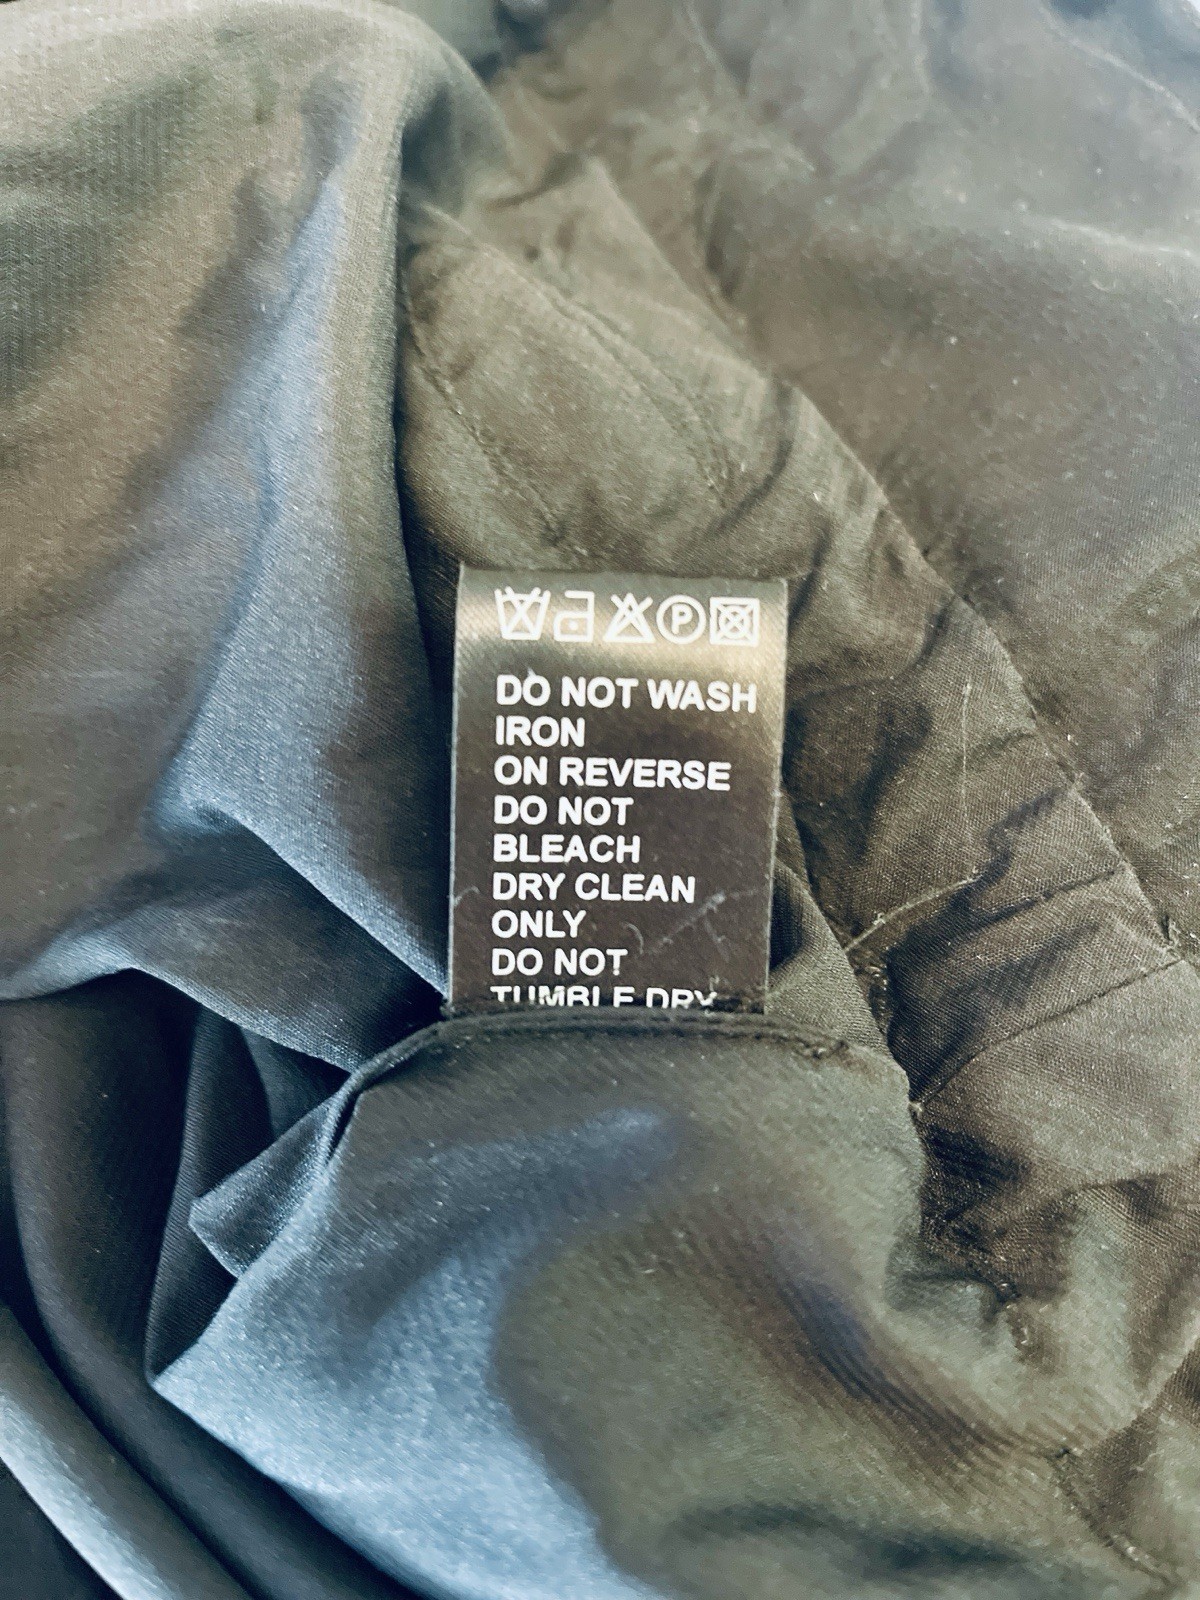 DO NOT WASH
IRON
ON REVERSE
DO NOT
BLEACH
DRY CLEAN
ONLY
DO NOT
TUMBLE DRY